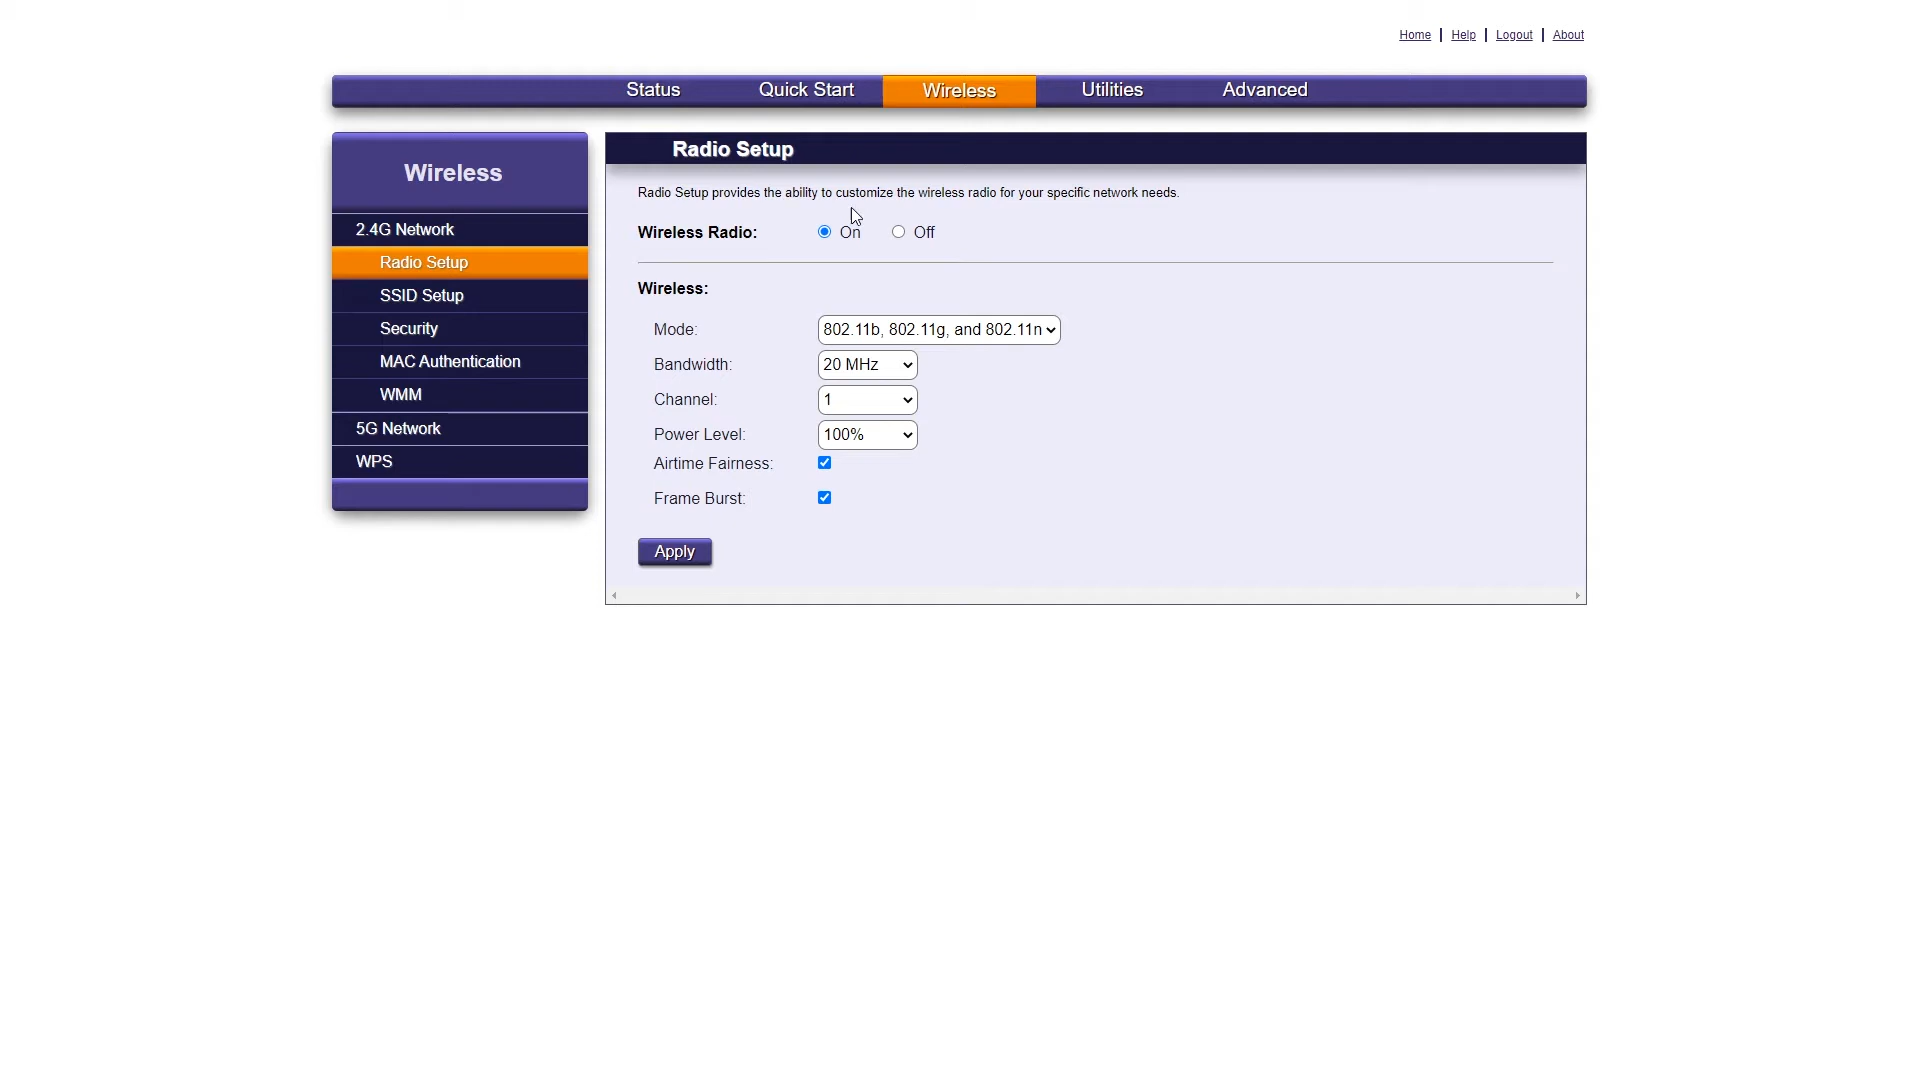 Home | Help | Logout | About
Status Quick Start Wireless Utilities Advanced
Wireless
2.4G Network
Radio Setup
SSID Setup
Security
MAC Authentication
WMM
5G Network
WPS
Radio Setup
Radio Setup provides the ability to customize the wireless radio for your specific network needs.
Wireless Radio: On Off
Wireless:
Mode: 802.11b, 802.11g, and 802.11n
Bandwidth: 20 MHz
Channel: 1
Power Level: 100%
Airtime Fairness:
Frame Burst:
Apply